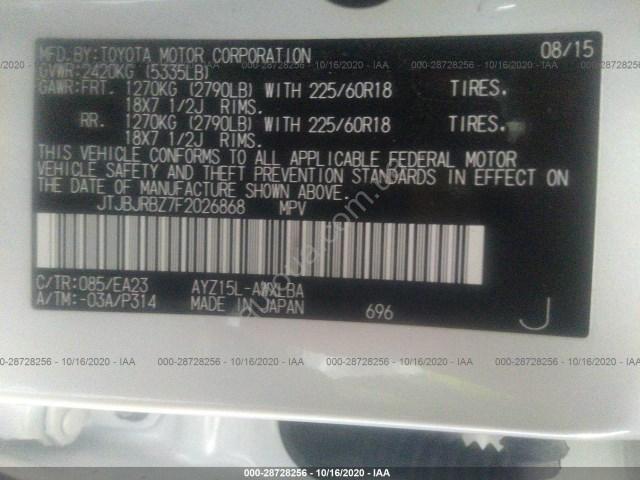 MFD.BY:TOYOTA MOTOR CORPORATION 08/15
GVWR:2420KG (5335LB)
GAWR:FRT. 1270KG (2790LB) WITH 225/60R18 TIRES.
18X7 1/2J RIMS.
RR. 1270KG (2790LB) WITH 225/60R18 TIRES.
18X7 1/2J RIMS.
THIS VEHICLE CONFORMS TO ALL APPLICABLE FEDERAL MOTOR
VEHICLE SAFETY AND THEFT PREVENTION STANDARDS IN EFFECT ON
THE DATE OF MANUFACTURE SHOWN ABOVE.
JTJBJRBZ7F2026868 MPV
C/TR:085/EA23 AYZ15L-AWXLBA
A/TM:-03A/P314 MADE IN JAPAN 696 J
000-28728256 - 10/16/2020 - IAA